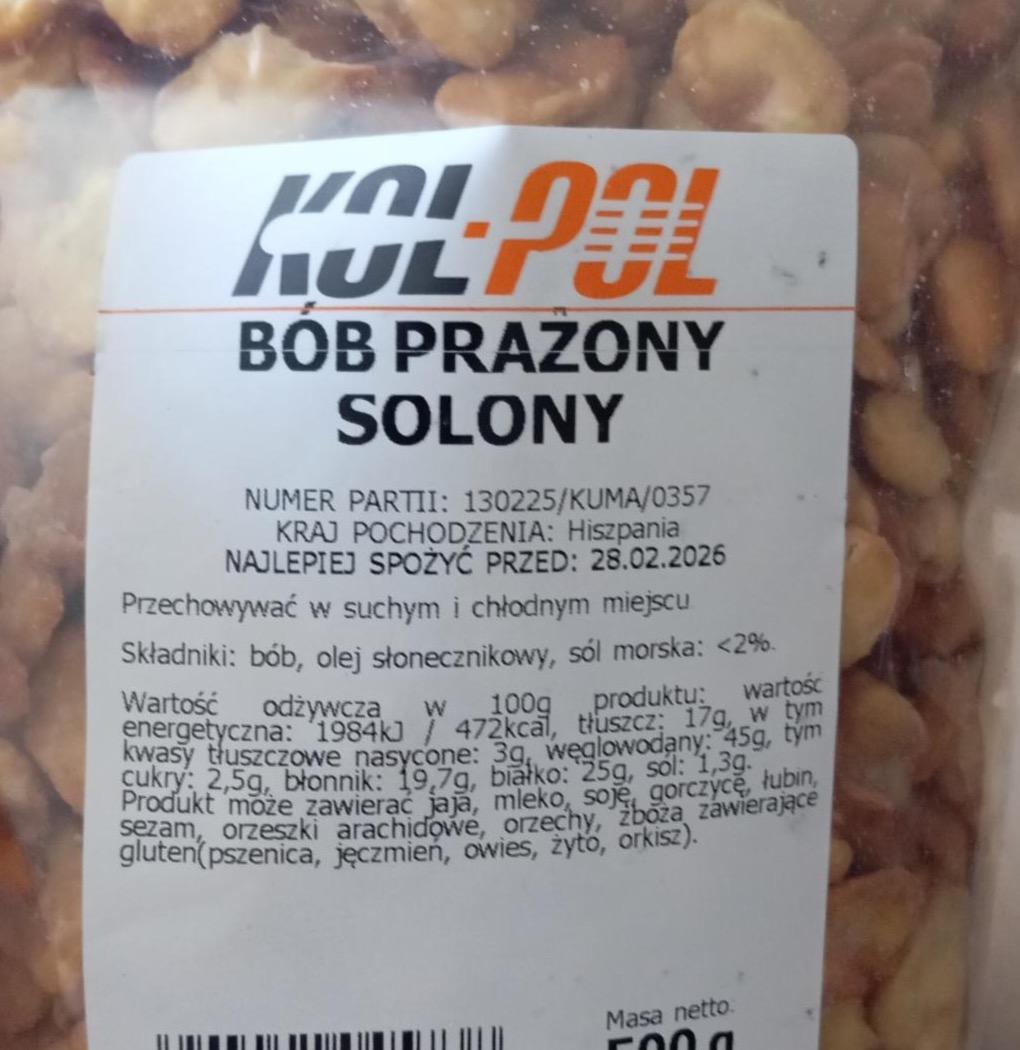 KOL-POL
BÓB PRAŻONY
SOLONY
NUMER PARTII: 130225/KUMA/0357
KRAJ POCHODZENIA: Hiszpania
NAJLEPIEJ SPOŻYĆ PRZED: 28.02.2026
Przechowywać w suchym i chłodnym miejscu
Składniki: bób, olej słonecznikowy, sól morska: <2%.
Wartość odżywcza w 100g produktu: wartość
energetyczna: 1984kJ / 472kcal, tłuszcz: 17g, w tym
kwasy tłuszczowe nasycone: 3g, węglowodany: 45g, tym
cukry: 2,5g, błonnik: 19,7g, białko: 25g, sól: 1,3g.
Produkt może zawierać jaja, mleko, soję, gorczycę, łubin,
sezam, orzeszki arachidowe, orzechy, zboża zawierające
gluten(pszenica, jęczmień, owies, żyto, orkisz).
Masa netto:
500 g